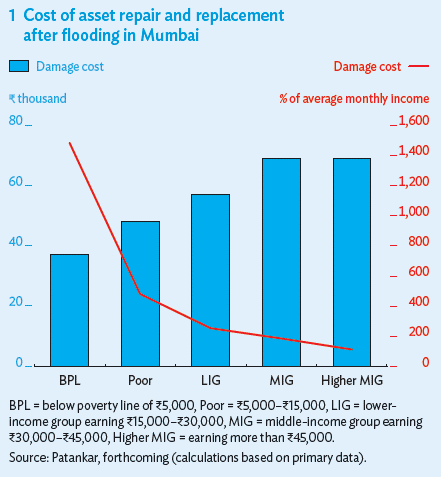 1 Cost of asset repair and replacement
after flooding in Mumbai
Damage cost
Damage cost
₹ thousand
% of average monthly income
80
1,600
1,400
60
1,200
1,000
40
800
600
20
400
200
0
0
BPL
Poor
LIG
MIG
Higher MIG
BPL = below poverty line of ₹5,000, Poor = ₹5,000–₹15,000, LIG = lower-
income group earning ₹15,000–₹30,000, MIG = middle-income group earning
₹30,000–₹45,000, Higher MIG = earning more than ₹45,000.
Source: Patankar, forthcoming (calculations based on primary data).